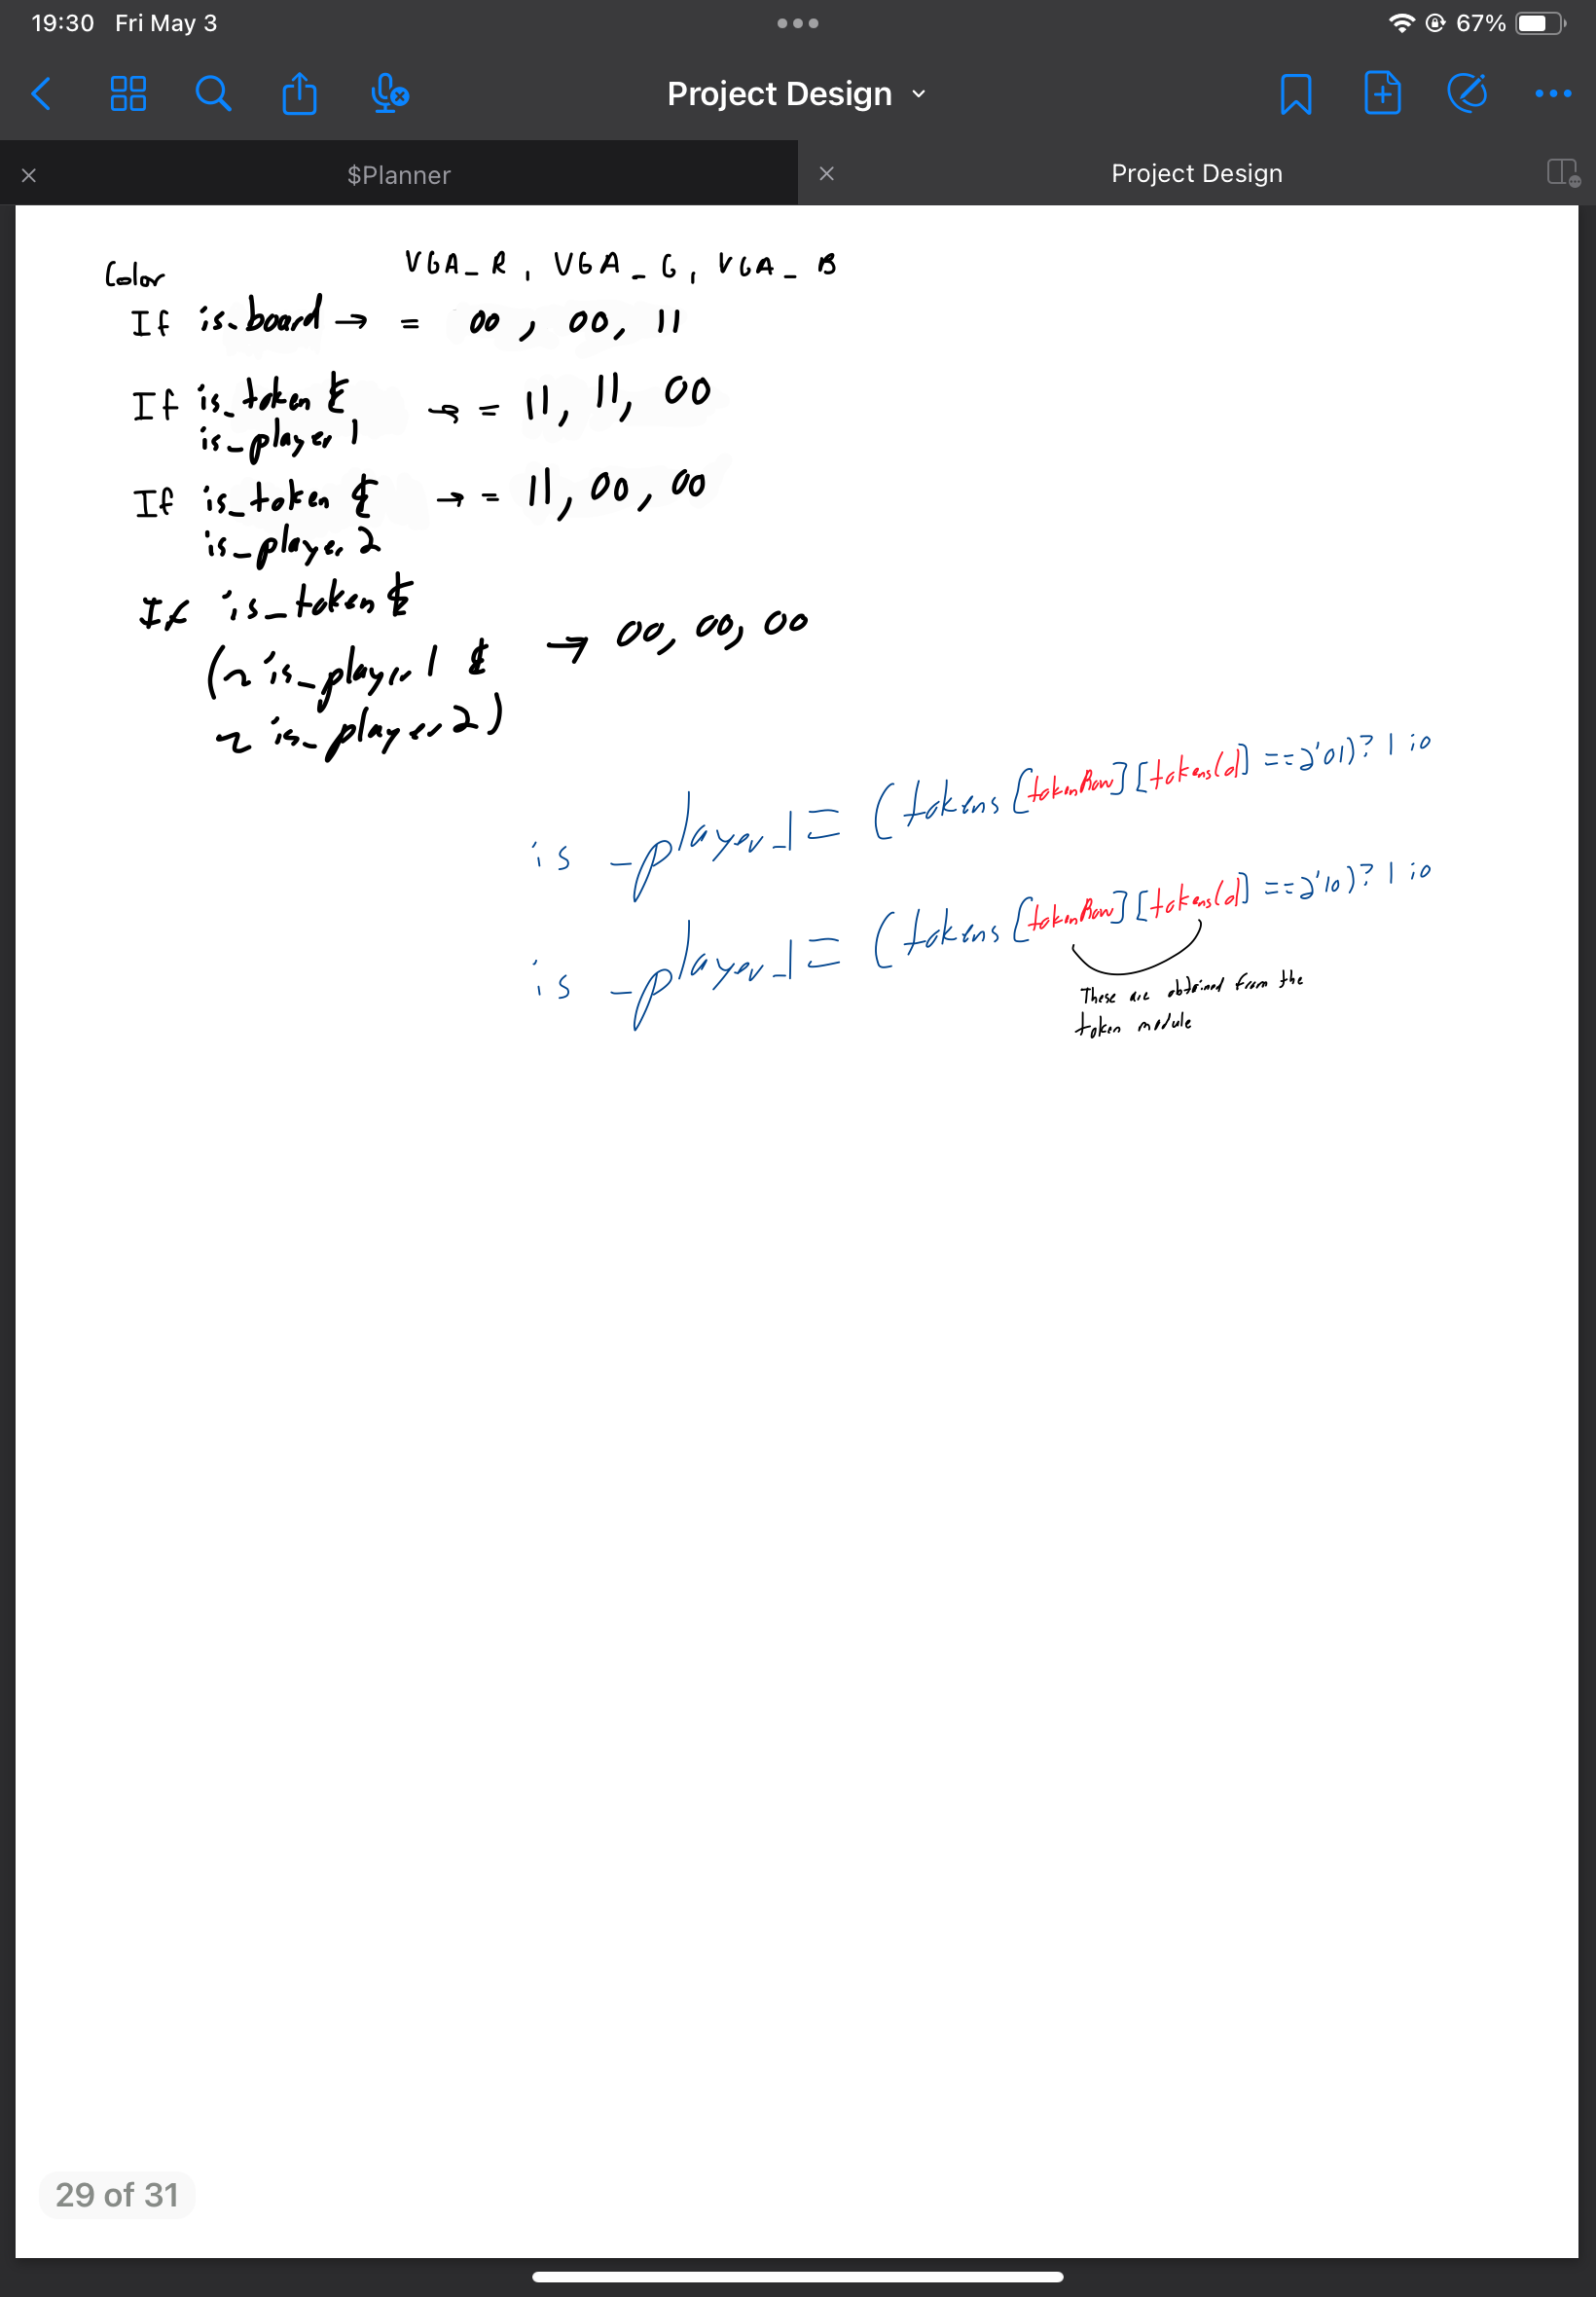 19:30 Fri May 3
67%
Project Design
$Planner
Project Design
Color VGA_R, VGA_G, VGA_B
If is_board → = 00, 00, 11
If is_token &
is_player 1 → = 11, 11, 00
If is_token & → = 11, 00, 00
is_player 2
If is_token &
(~is_player 1 & → 00, 00, 00
~is_player 2)
is_player_1 = (tokens[tokenRow][tokensCol] == 2'01)? 1 : 0
is_player_1 = (tokens[tokenRow][tokensCol] == 2'10)? 1 : 0
These are obtained from the
token module
29 of 31